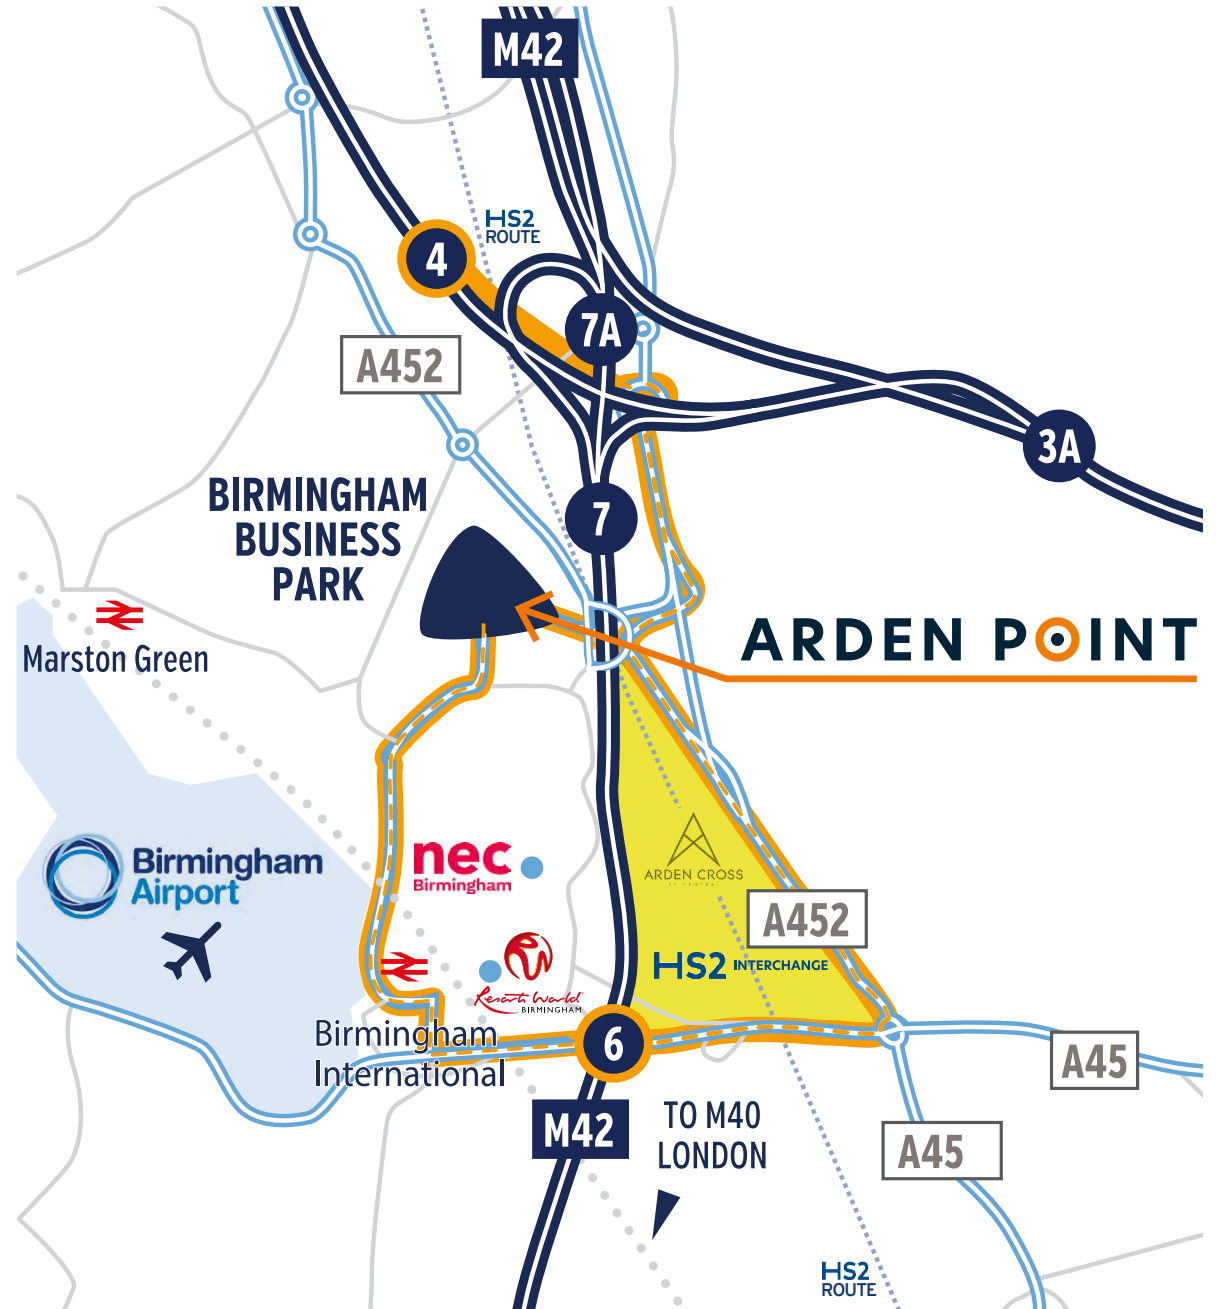 M42
HS2
ROUTE
4
7A
A452
3A
BIRMINGHAM
BUSINESS
PARK
7
ARDEN POINT
Marston Green
Birmingham
Airport
nec
Birmingham
ARDEN CROSS
A452
HS2 INTERCHANGE
Resorts World
BIRMINGHAM
Birmingham
International
6
A45
M42
TO M40
LONDON
A45
HS2
ROUTE